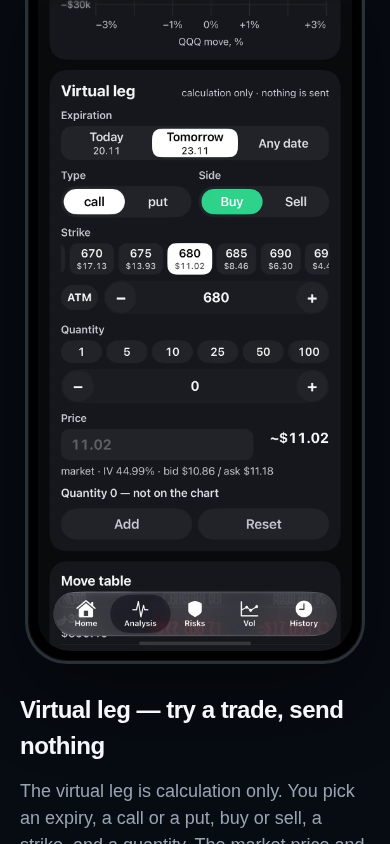 −$30k
−3% −1% 0% +1% +3%
QQQ move, %
Virtual leg calculation only · nothing is sent
Expiration
Today Tomorrow Any date
20.11 23.11
Type Side
call put Buy Sell
Strike
670 675 680 685 690 69
$17.13 $13.93 $11.02 $8.46 $6.30 $4.4
ATM − 680 +
Quantity
1 5 10 25 50 100
− 0 +
Price
11.02 ~$11.02
market · IV 44.99% · bid $10.86 / ask $11.18
Quantity 0 — not on the chart
Add Reset
Move table
Home Analysis Risks Vol History
Virtual leg — try a trade, send
nothing
The virtual leg is calculation only. You pick
an expiry, a call or a put, buy or sell, a
strike, and a quantity. The market price and